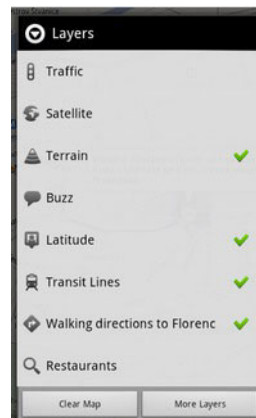 Layers
Traffic
Satellite
Terrain
Buzz
Latitude
Transit Lines
Walking directions to Florenc
Restaurants
Clear Map
More Layers